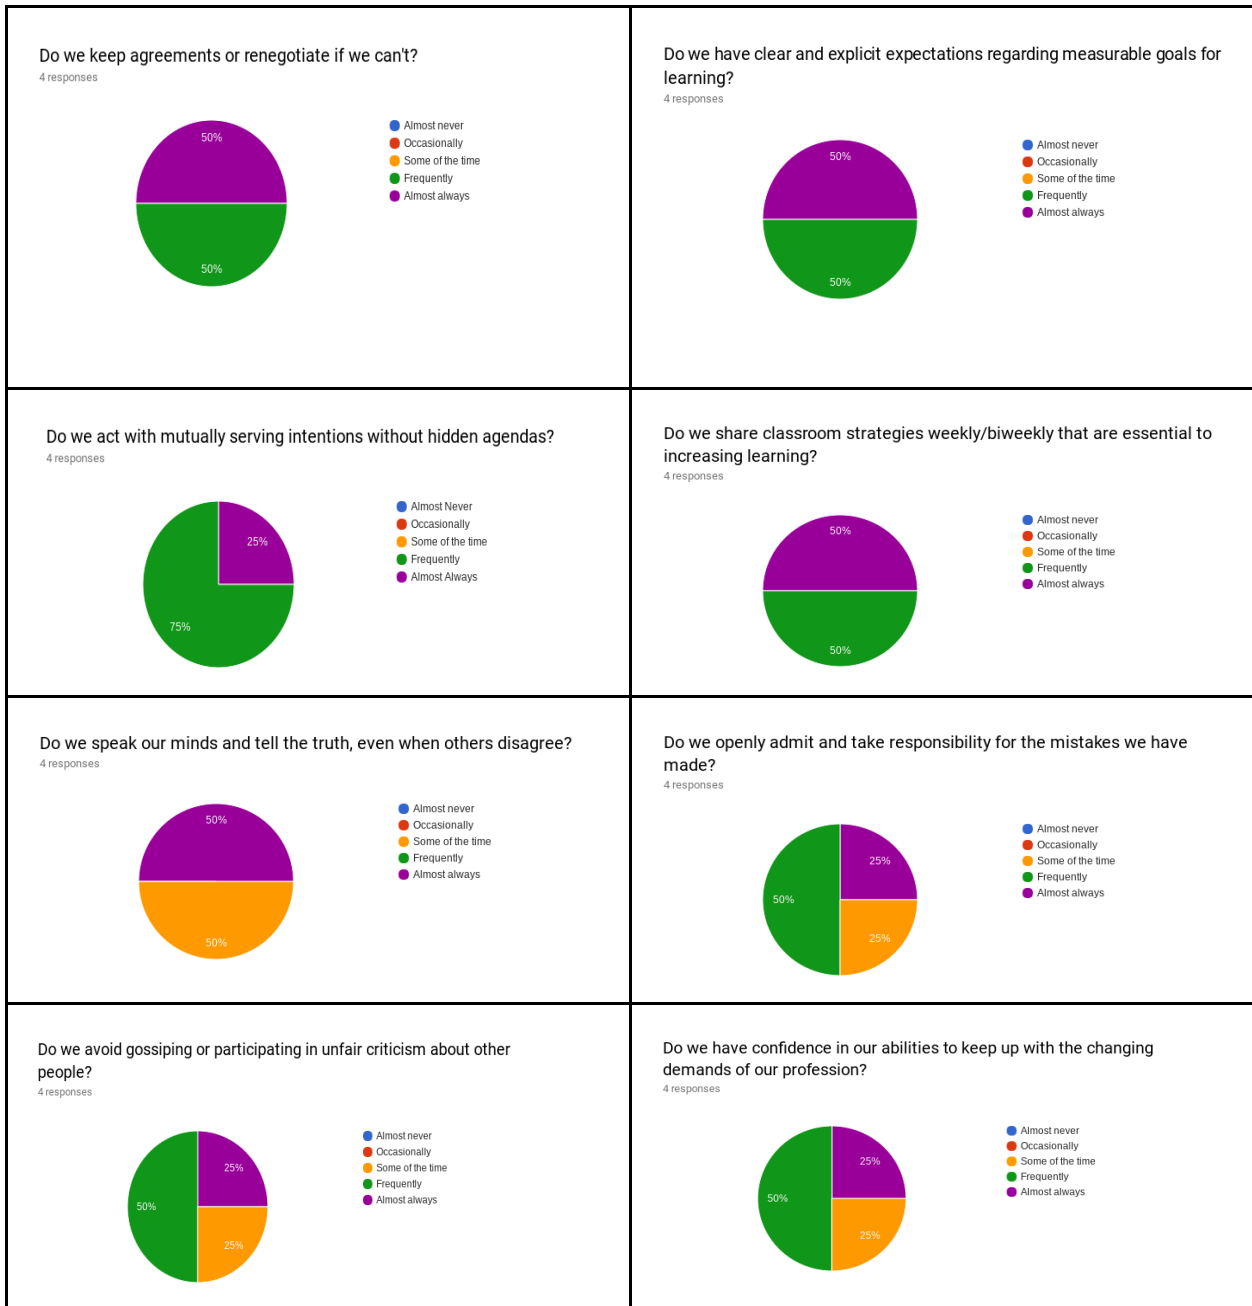 Do we keep agreements or renegotiate if we can't?
4 responses
50%
50%
Almost never
Occasionally
Some of the time
Frequently
Almost always
Do we have clear and explicit expectations regarding measurable goals for
learning?
4 responses
50%
50%
Almost never
Occasionally
Some of the time
Frequently
Almost always
Do we act with mutually serving intentions without hidden agendas?
4 responses
25%
75%
Almost Never
Occasionally
Some of the time
Frequently
Almost Always
Do we share classroom strategies weekly/biweekly that are essential to
increasing learning?
4 responses
50%
50%
Almost never
Occasionally
Some of the time
Frequently
Almost always
Do we speak our minds and tell the truth, even when others disagree?
4 responses
50%
50%
Almost never
Occasionally
Some of the time
Frequently
Almost always
Do we openly admit and take responsibility for the mistakes we have
made?
4 responses
25%
50%
25%
Almost never
Occasionally
Some of the time
Frequently
Almost always
Do we avoid gossiping or participating in unfair criticism about other
people?
4 responses
25%
50%
25%
Almost never
Occasionally
Some of the time
Frequently
Almost always
Do we have confidence in our abilities to keep up with the changing
demands of our profession?
4 responses
25%
50%
25%
Almost never
Occasionally
Some of the time
Frequently
Almost always